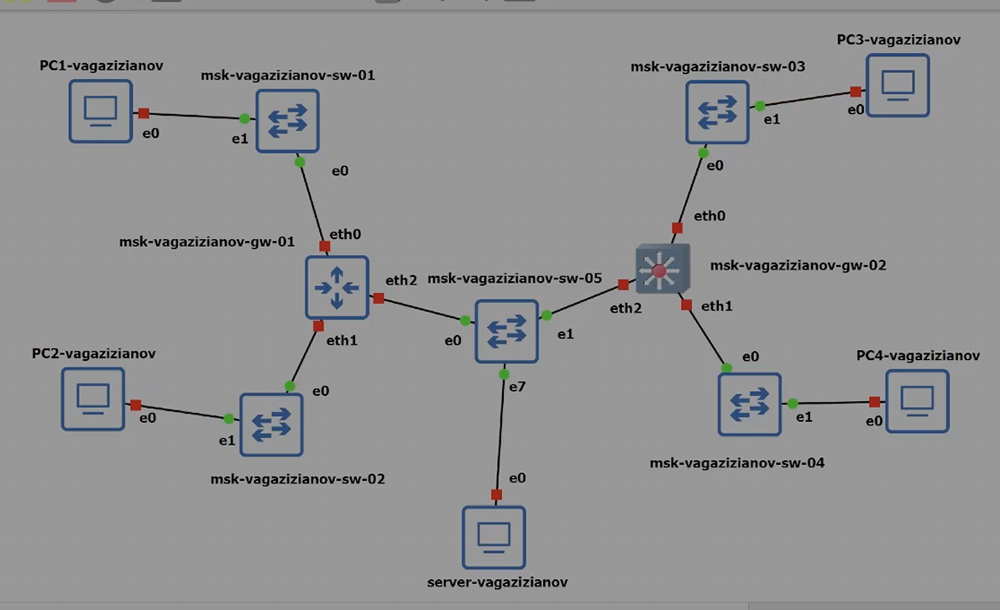 PC3-vagazizianov
PC1-vagazizianov
msk-vagazizianov-sw-01
msk-vagazizianov-sw-03
e0
e1
e0
e1
e0
e0
eth0
eth0
msk-vagazizianov-gw-01
msk-vagazizianov-gw-02
eth2
msk-vagazizianov-sw-05
eth2
eth1
e0
e1
eth1
PC2-vagazizianov
e0
PC4-vagazizianov
e0
e7
e0
e1
e1
e0
msk-vagazizianov-sw-04
msk-vagazizianov-sw-02
e0
server-vagazizianov